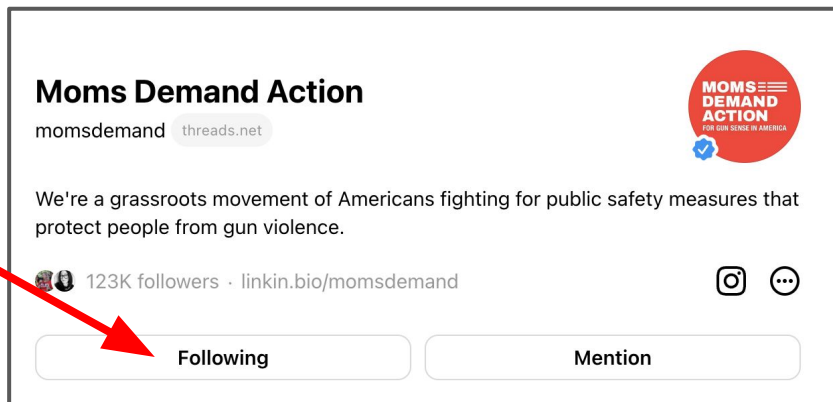 Moms Demand Action
momsdemand threads.net
MOMS
DEMAND
ACTION
FOR GUN SENSE IN AMERICA
We're a grassroots movement of Americans fighting for public safety measures that
protect people from gun violence.
123K followers · linkin.bio/momsdemand
Following Mention